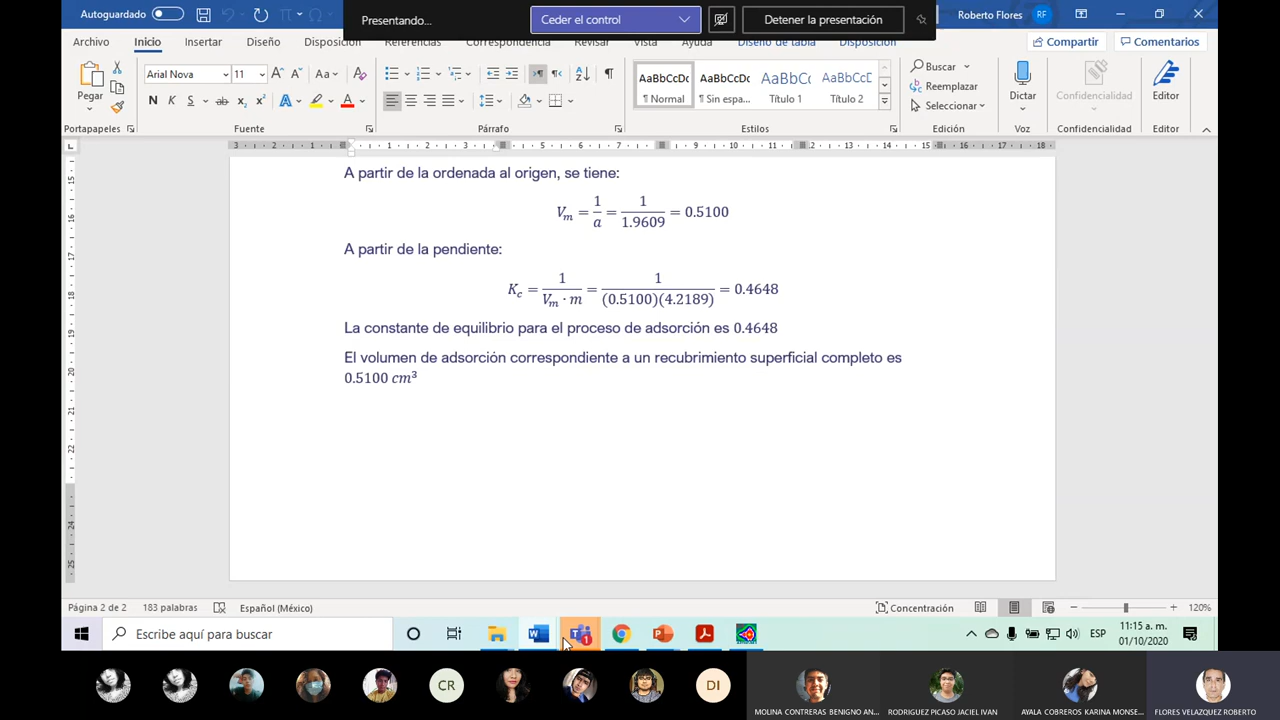 Autoguardado
Presentando...
Ceder el control
Detener la presentación
Roberto Flores
RF
Archivo
Inicio
Insertar
Diseño
Disposición
Referencias
Correspondencia
Revisar
Vista
Ayuda
Diseño de tabla
Disposición
Compartir
Comentarios
Pegar
Arial Nova
11
Aa
N K S ab x₂ x²
AaBbCcDc
AaBbCcDc
AaBbCc
AaBbCcD
¶ Normal
¶ Sin espa...
Título 1
Título 2
Buscar
Reemplazar
Seleccionar
Dictar
Confidencialidad
Editor
Portapapeles
Fuente
Párrafo
Estilos
Edición
Voz
Confidencialidad
Editor
A partir de la ordenada al origen, se tiene:
V_m = 1/a = 1/1.9609 = 0.5100
A partir de la pendiente:
K_c = 1/(V_m · m) = 1/((0.5100)(4.2189)) = 0.4648
La constante de equilibrio para el proceso de adsorción es 0.4648
El volumen de adsorción correspondiente a un recubrimiento superficial completo es
0.5100 cm³
Página 2 de 2
183 palabras
Español (México)
Concentración
120%
Escribe aquí para buscar
ESP
11:15 a. m.
01/10/2020
CR
DI
MOLINA CONTRERAS BENIGNO AN...
RODRIGUEZ PICASO JACIEL IVAN
AYALA COBREROS KARINA MONSE...
FLORES VELAZQUEZ ROBERTO